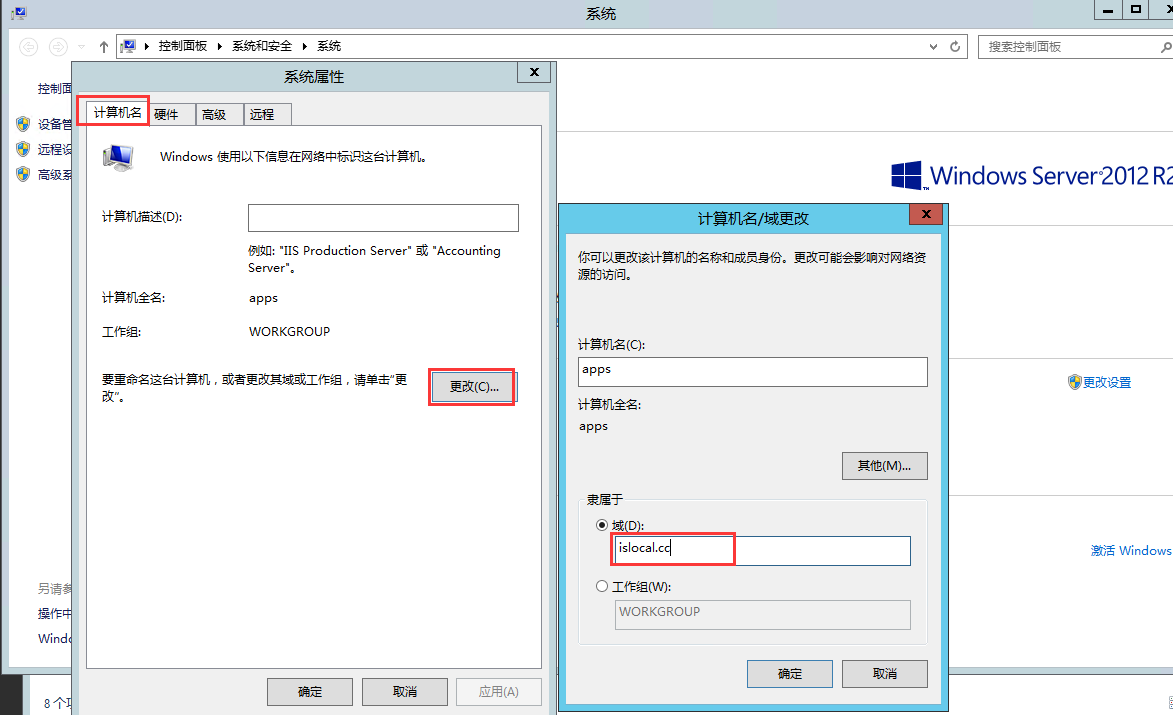 系统
控制面板 系统和安全 系统
搜索控制面板
控制面
设备管
远程设
高级系
系统属性
计算机名 硬件 高级 远程
Windows 使用以下信息在网络中标识这台计算机。
计算机描述(D):
例如: "IIS Production Server" 或 "Accounting
Server"。
计算机全名: apps
工作组: WORKGROUP
要重命名这台计算机，或者更改其域或工作组，请单击“更
改”。
更改(C)...
确定 取消 应用(A)
Windows Server 2012 R2
计算机名/域更改
你可以更改该计算机的名称和成员身份。更改可能会影响对网络资
源的访问。
计算机名(C):
apps
计算机全名:
apps
其他(M)...
隶属于
域(D):
islocal.cc
工作组(W):
WORKGROUP
确定 取消
更改设置
激活 Windows
另请参
操作中
Windo
8 个项